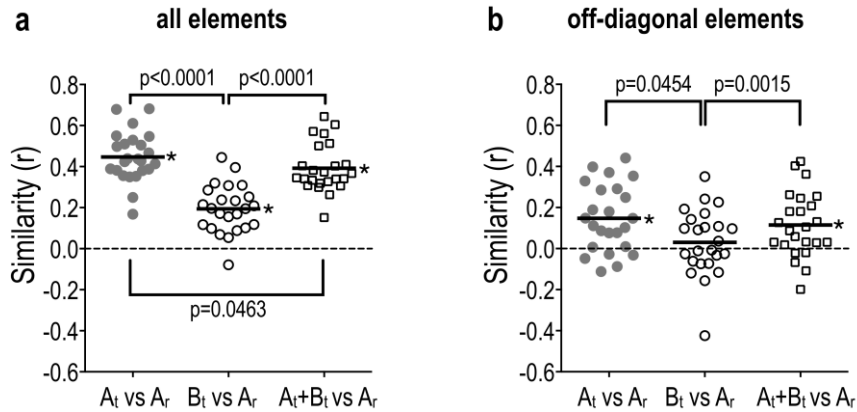 a all elements
p<0.0001 p<0.0001
0.8
0.6
0.4
0.2
0.0
-0.2
-0.4
-0.6
Similarity (r)
*
*
*
p=0.0463
Aₜ vs Aᵣ Bₜ vs Aᵣ Aₜ+Bₜ vs Aᵣ
b off-diagonal elements
p=0.0454 p=0.0015
0.8
0.6
0.4
0.2
0.0
-0.2
-0.4
-0.6
Similarity (r)
*
*
Aₜ vs Aᵣ Bₜ vs Aᵣ Aₜ+Bₜ vs Aᵣ